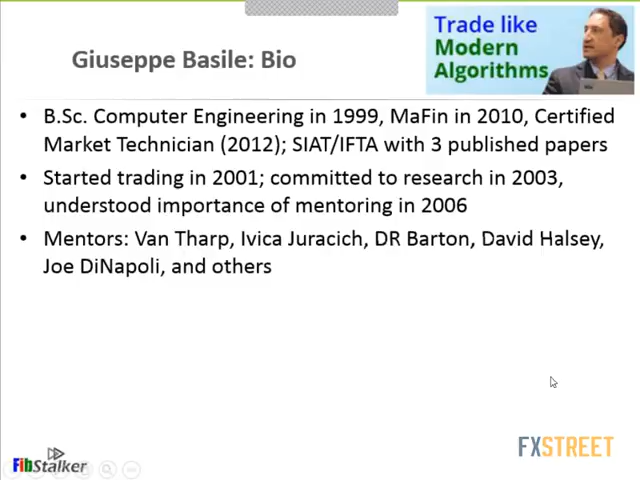 Trade like
Modern
Algorithms
Giuseppe Basile: Bio
• B.Sc. Computer Engineering in 1999, MaFin in 2010, Certified
Market Technician (2012); SIAT/IFTA with 3 published papers
• Started trading in 2001; committed to research in 2003,
understood importance of mentoring in 2006
• Mentors: Van Tharp, Ivica Juracich, DR Barton, David Halsey,
Joe DiNapoli, and others
FXSTREET
FibStalker